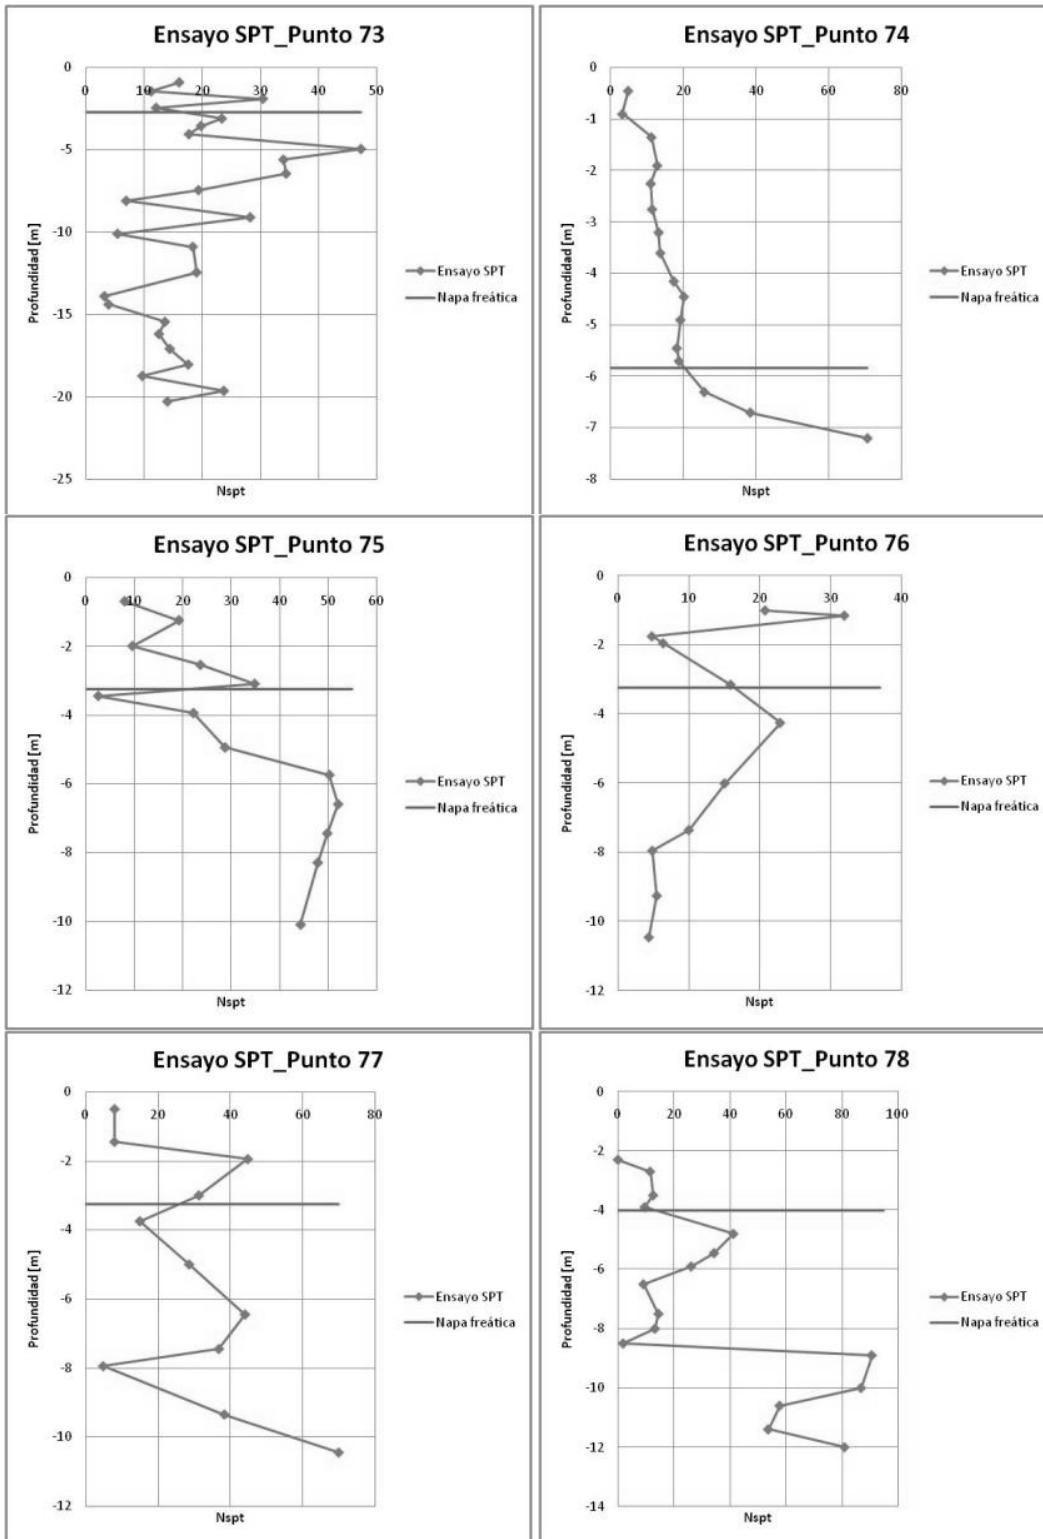 Ensayo SPT_Punto 73
0
0 10 20 30 40 50
-5
-10
-15
-20
-25
Profundidad [m]
Nspt
Ensayo SPT
Napa freática
Ensayo SPT_Punto 74
0
0 20 40 60 80
-1
-2
-3
-4
-5
-6
-7
-8
Profundidad [m]
Nspt
Ensayo SPT
Napa freática
Ensayo SPT_Punto 75
0
0 10 20 30 40 50 60
-2
-4
-6
-8
-10
-12
Profundidad [m]
Nspt
Ensayo SPT
Napa freática
Ensayo SPT_Punto 76
0
0 10 20 30 40
-2
-4
-6
-8
-10
-12
Profundidad [m]
Nspt
Ensayo SPT
Napa freática
Ensayo SPT_Punto 77
0
0 20 40 60 80
-2
-4
-6
-8
-10
-12
Profundidad [m]
Nspt
Ensayo SPT
Napa freática
Ensayo SPT_Punto 78
0
0 20 40 60 80 100
-2
-4
-6
-8
-10
-12
-14
Profundidad [m]
Nspt
Ensayo SPT
Napa freática